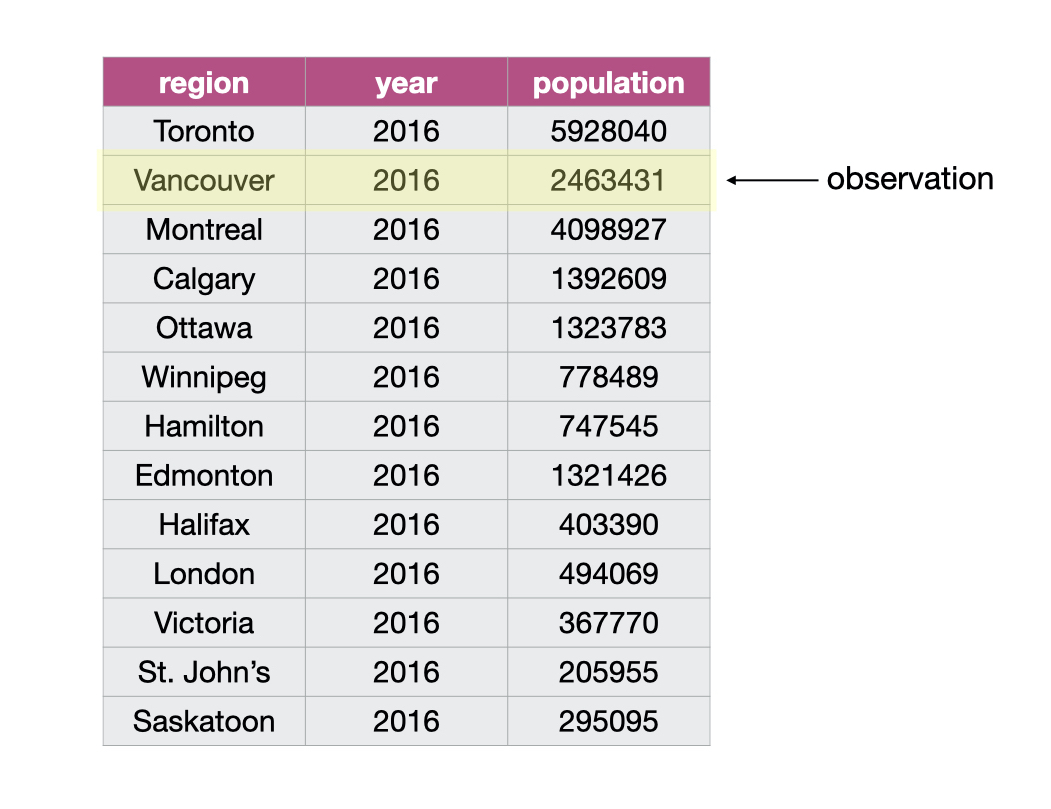 region year population
Toronto 2016 5928040
Vancouver 2016 2463431 observation
Montreal 2016 4098927
Calgary 2016 1392609
Ottawa 2016 1323783
Winnipeg 2016 778489
Hamilton 2016 747545
Edmonton 2016 1321426
Halifax 2016 403390
London 2016 494069
Victoria 2016 367770
St. John’s 2016 205955
Saskatoon 2016 295095